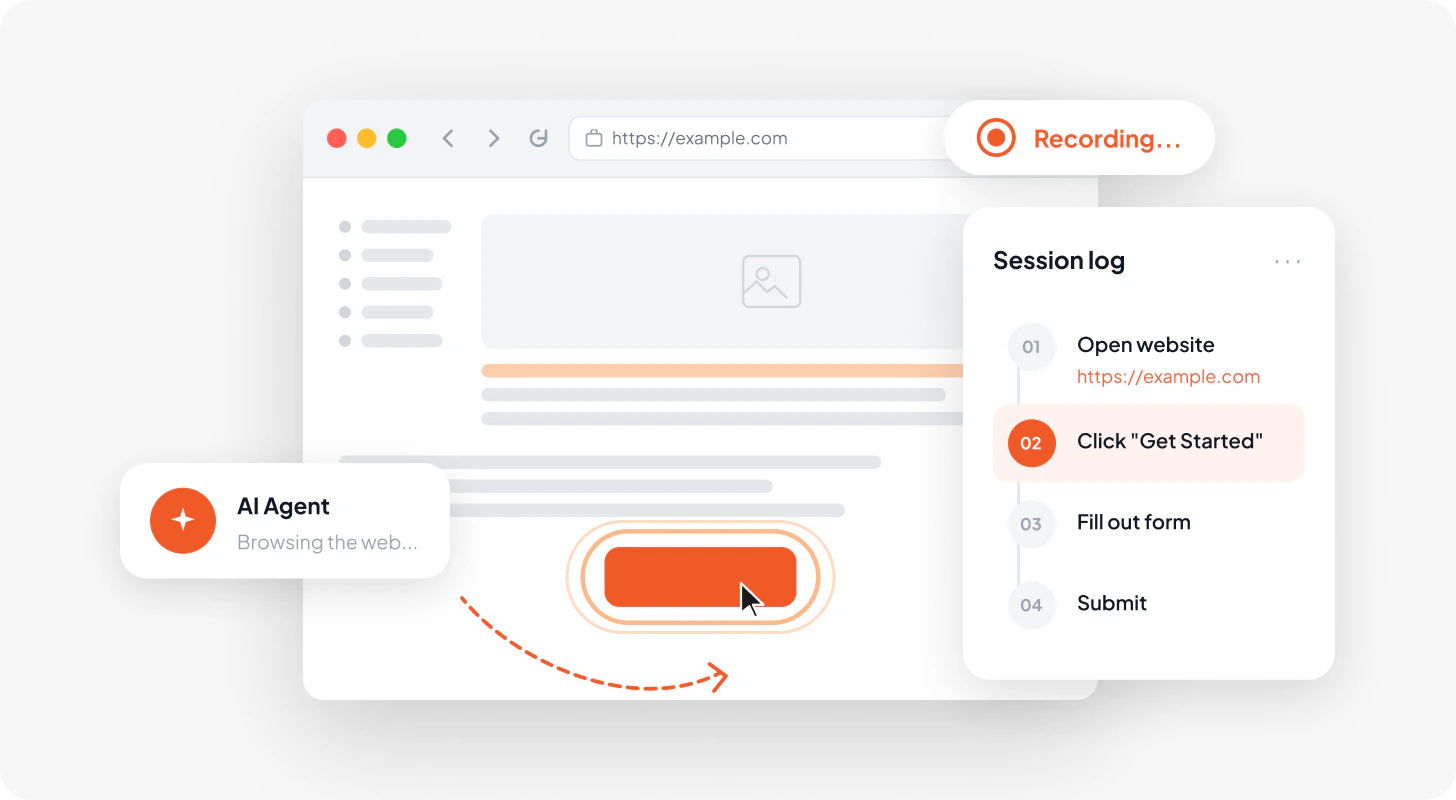 https://example.com
Recording...
Session log
...
01
Open website
https://example.com
02
Click "Get Started"
03
Fill out form
04
Submit
AI Agent
Browsing the web...